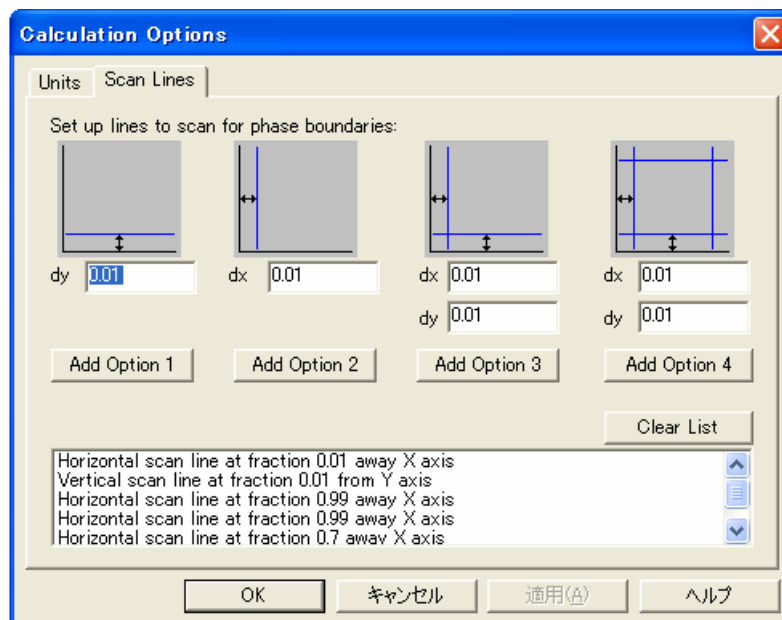 Calculation Options
Units Scan Lines
Set up lines to scan for phase boundaries:
dy 0.01 dx 0.01 dx 0.01 dx 0.01
dy 0.01 dy 0.01
Add Option 1 Add Option 2 Add Option 3 Add Option 4
Clear List
Horizontal scan line at fraction 0.01 away X axis
Vertical scan line at fraction 0.01 from Y axis
Horizontal scan line at fraction 0.99 away X axis
Horizontal scan line at fraction 0.99 away X axis
Horizontal scan line at fraction 0.7 away X axis
OK キャンセル 適用(A) ヘルプ